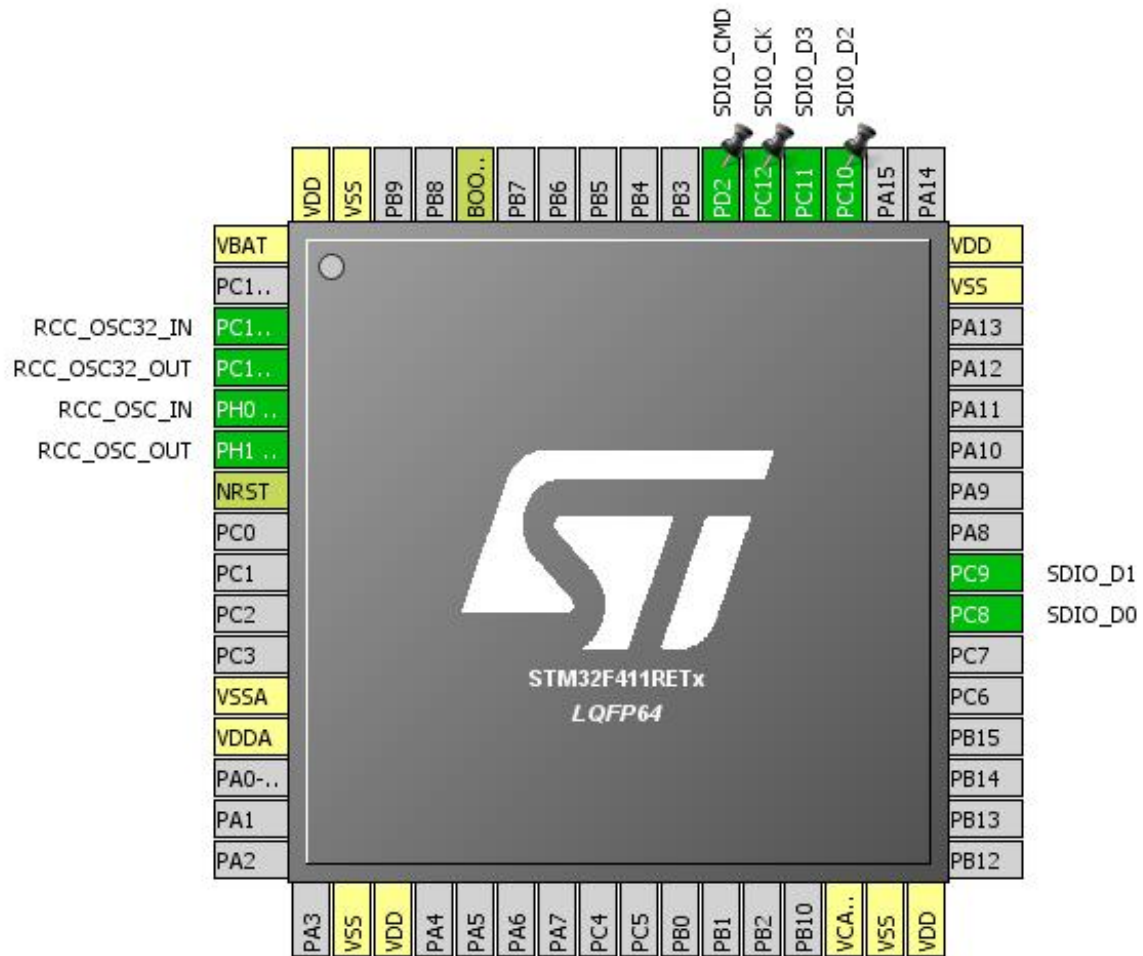 SDIO_CMD
SDIO_CK
SDIO_D3
SDIO_D2
VDD
VSS
PB9
PB8
BOO..
PB7
PB6
PB5
PB4
PB3
PD2
PC12
PC11
PC10
PA15
PA14
VBAT
PC1..
RCC_OSC32_IN PC1..
RCC_OSC32_OUT PC1..
RCC_OSC_IN PH0 ..
RCC_OSC_OUT PH1 ..
NRST
PC0
PC1
PC2
PC3
VSSA
VDDA
PA0-..
PA1
PA2
VDD
VSS
PA13
PA12
PA11
PA10
PA9
PA8
PC9 SDIO_D1
PC8 SDIO_D0
PC7
PC6
PB15
PB14
PB13
PB12
ST
STM32F411RETx
LQFP64
PA3
VSS
VDD
PA4
PA5
PA6
PA7
PC4
PC5
PB0
PB1
PB2
PB10
VCA..
VSS
VDD